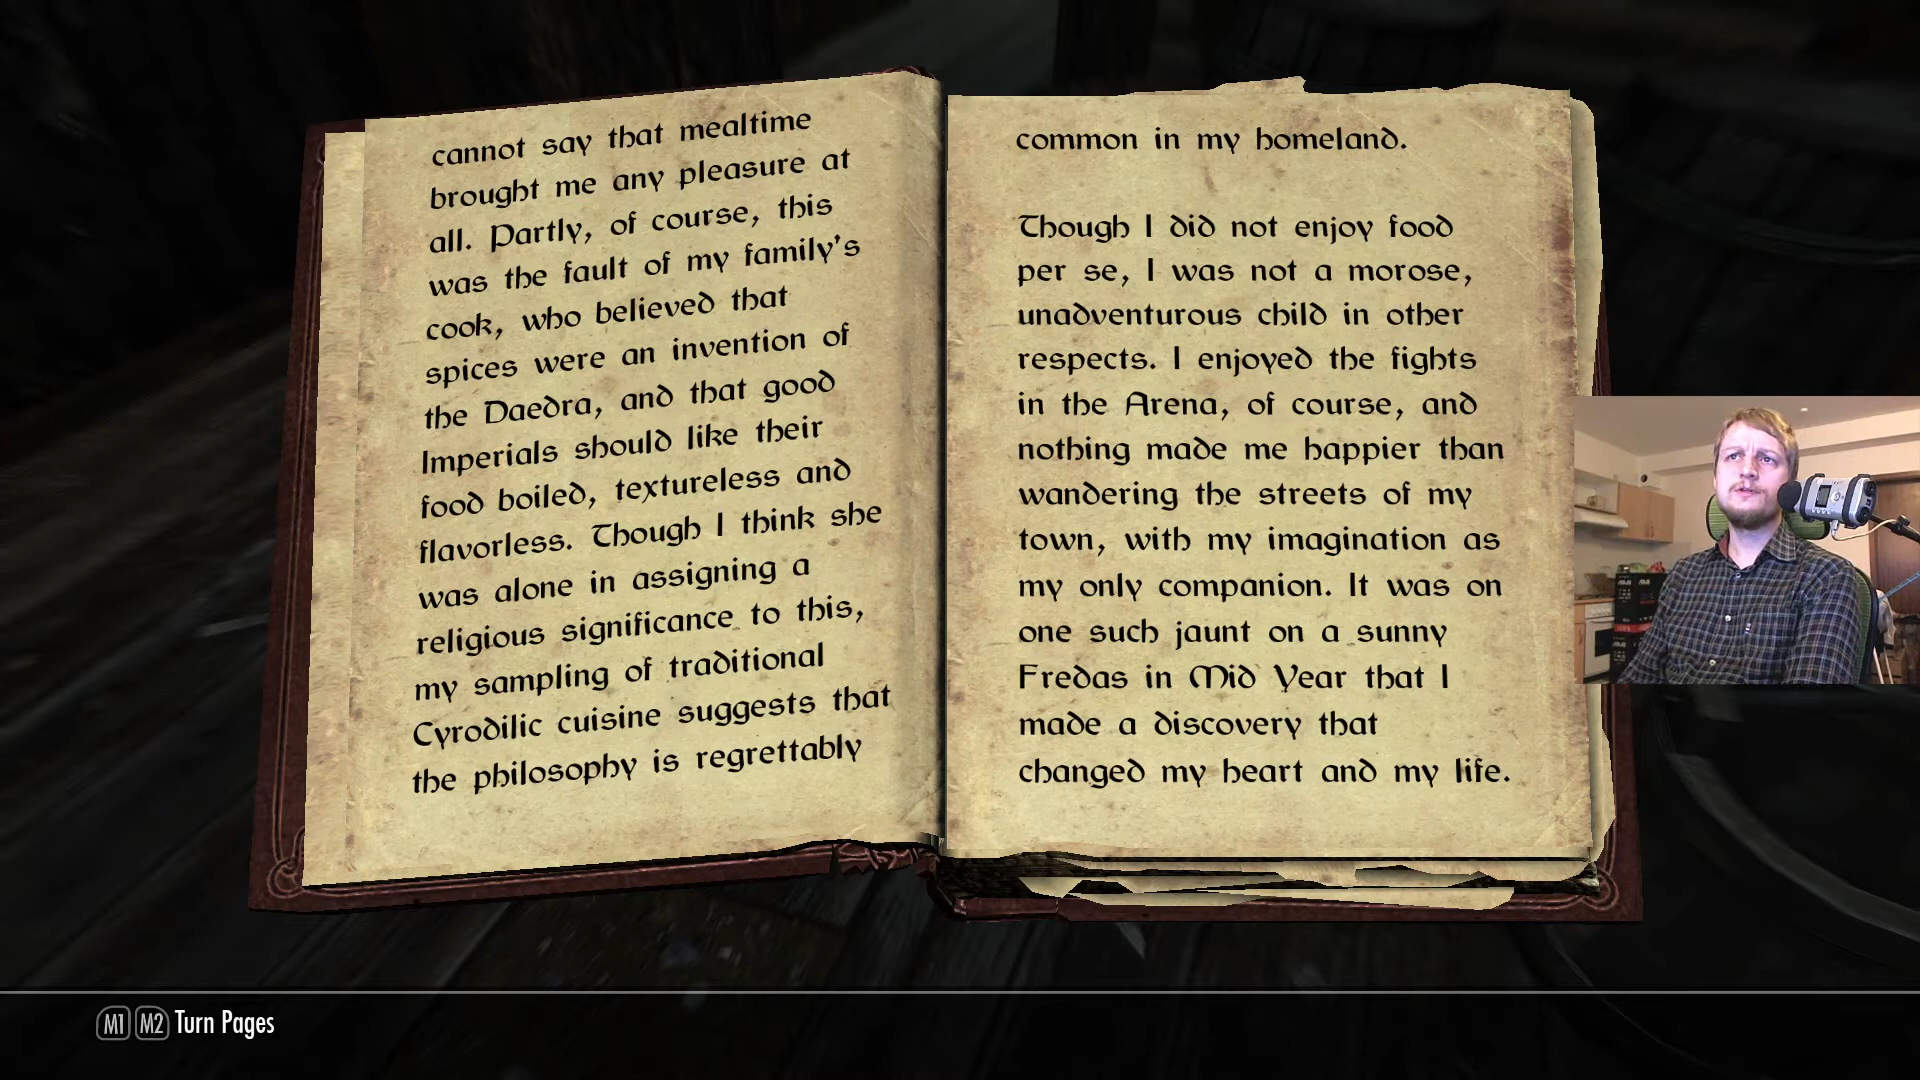 cannot say that mealtime
brought me any pleasure at
all. Partly, of course, this
was the fault of my family's
cook, who believed that
spices were an invention of
the Daedra, and that good
Imperials should like their
food boiled, textureless and
flavorless. Though I think she
was alone in assigning a
religious significance to this,
my sampling of traditional
Cyrodilic cuisine suggests that
the philosophy is regrettably
common in my homeland.
Though I did not enjoy food
per se, I was not a morose,
unadventurous child in other
respects. I enjoyed the fights
in the Arena, of course, and
nothing made me happier than
wandering the streets of my
town, with my imagination as
my only companion. It was on
one such jaunt on a sunny
Fredas in Mid Year that I
made a discovery that
changed my heart and my life.
M1 M2 Turn Pages